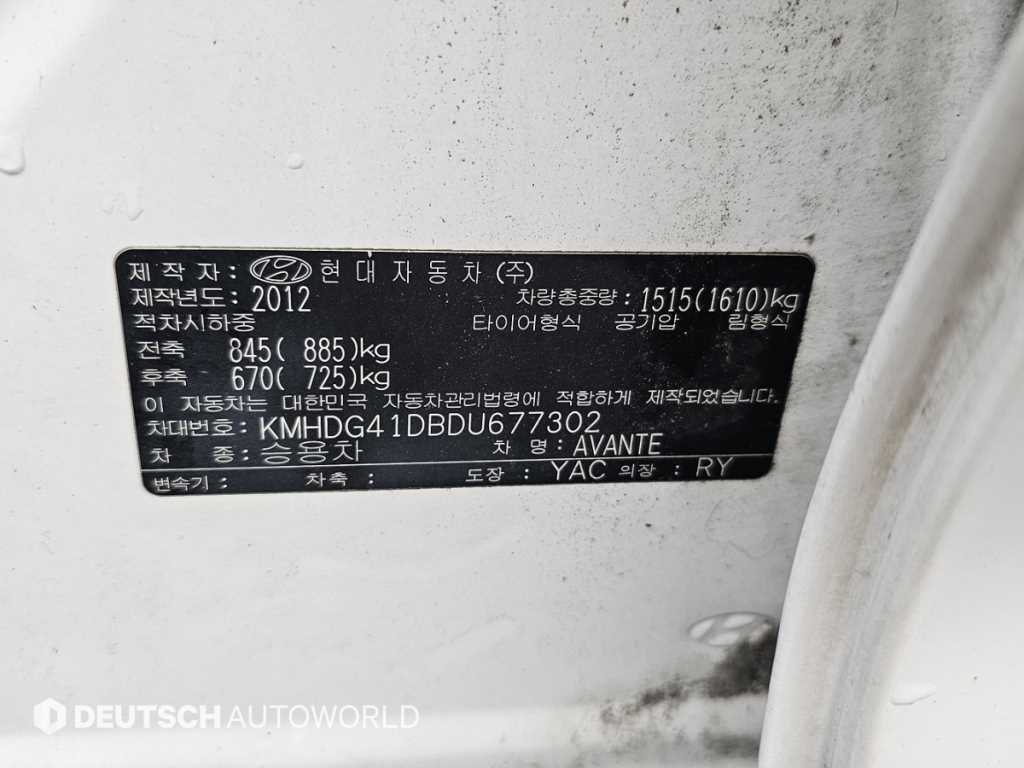 제 작 자 : 현대자동차 (주)
제작년도 : 2012 차량총중량 : 1515(1610)kg
적차시하중 타이어형식 공기압 림형식
전축 845( 885)kg
후축 670( 725)kg
이 자동차는 대한민국 자동차관리법령에 적합하게 제작되었습니다.
차대번호 : KMHDG41DBDU677302
차 종 : 승용차 차 명 : AVANTE
변속기 : 차축 : 도장 : YAC 의장 : RY
DEUTSCH AUTOWORLD